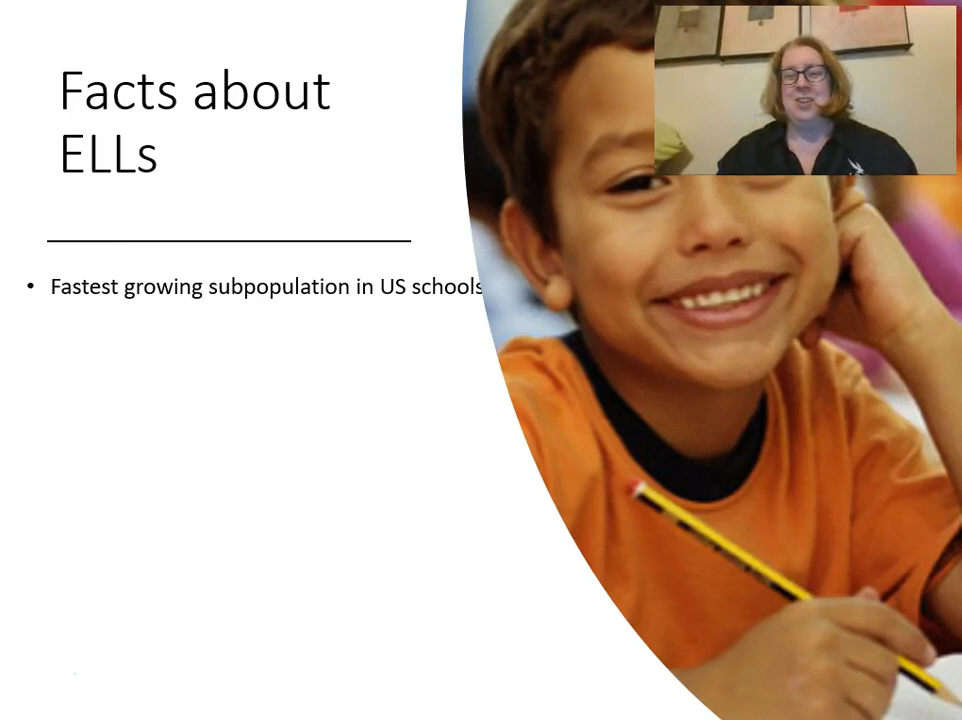 Facts about
ELLs
• Fastest growing subpopulation in US schools